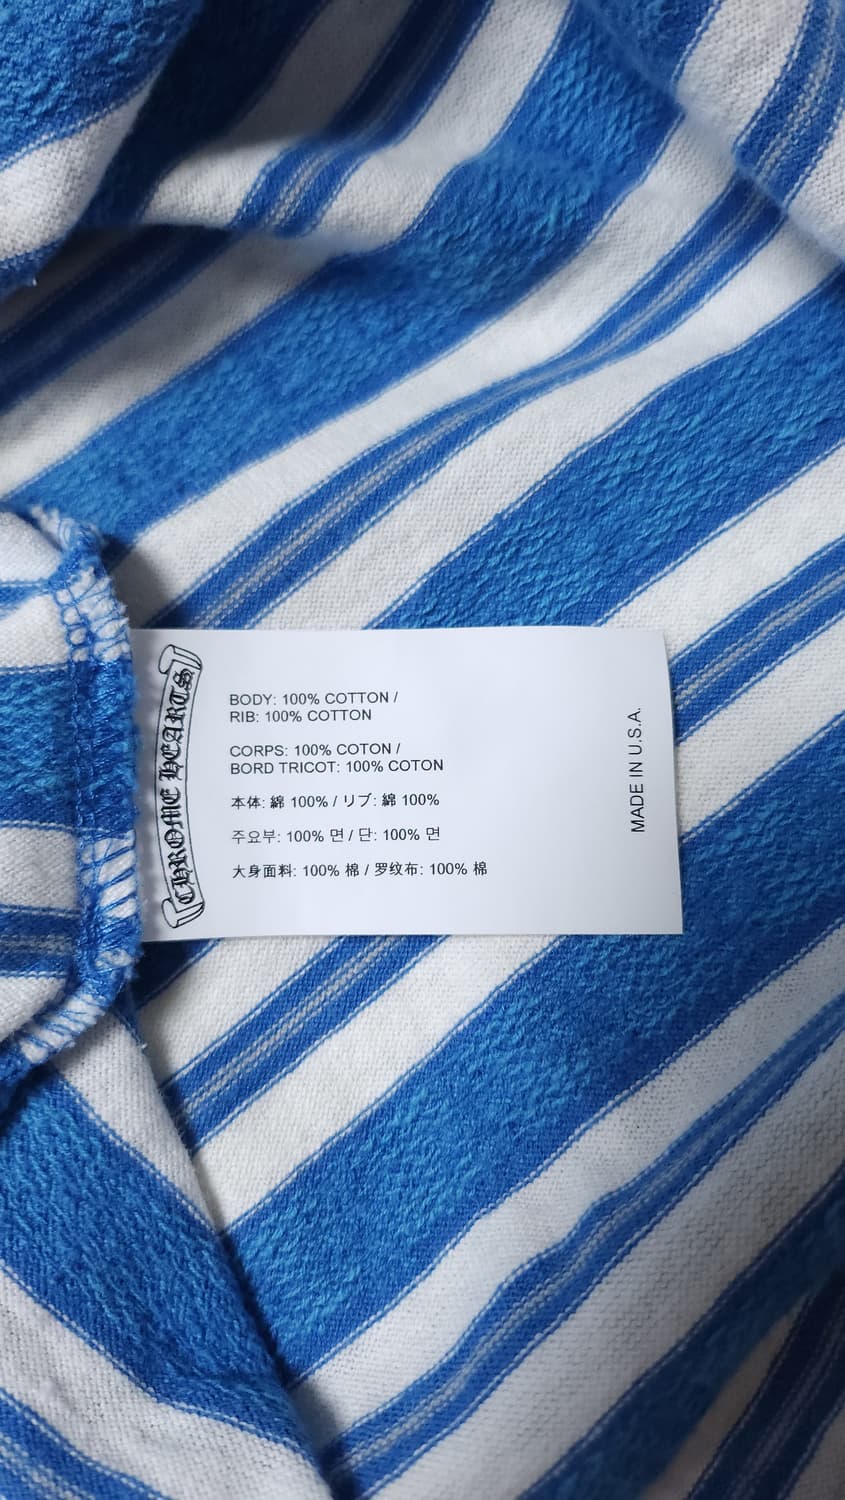 CHROME HEARTS
BODY: 100% COTTON /
RIB: 100% COTTON
CORPS: 100% COTON /
BORD TRICOT: 100% COTON
本体: 綿 100% / リブ: 綿 100%
주요부: 100% 면 / 단: 100% 면
大身面料: 100% 棉 / 罗纹布: 100% 棉
MADE IN U.S.A.